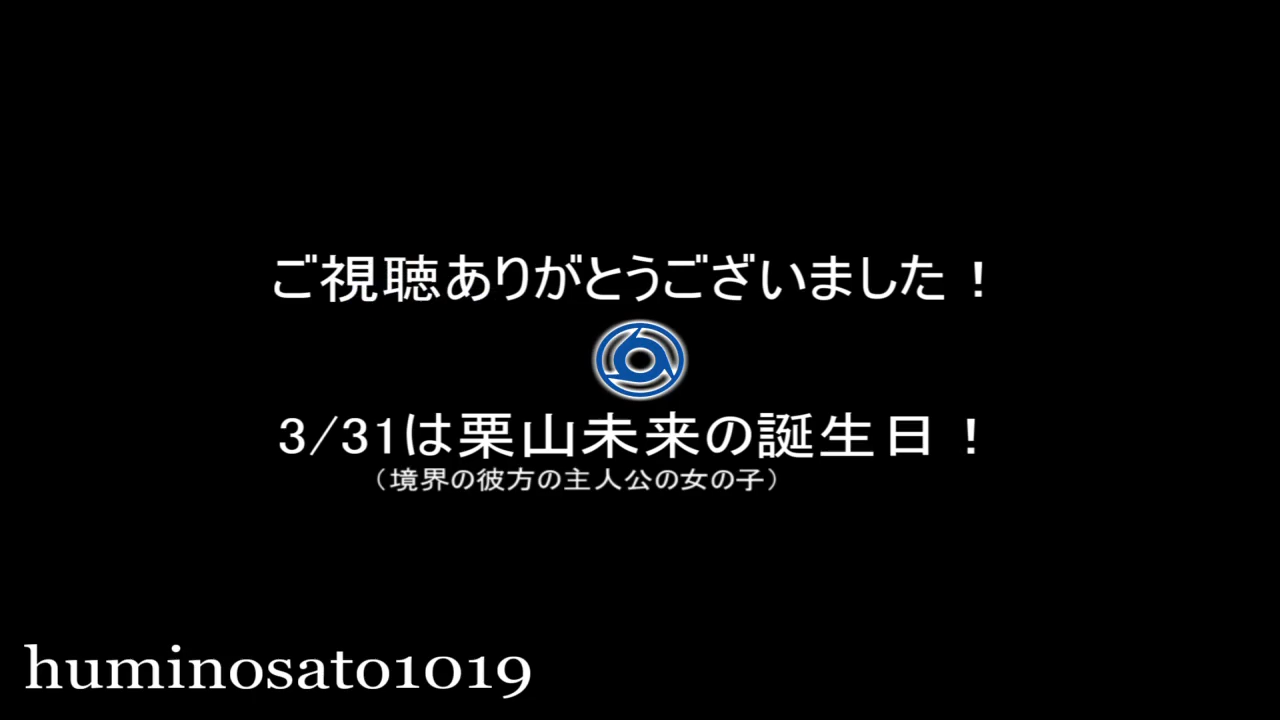 ご視聴ありがとうございました！
3/31は栗山未来の誕生日！
（境界の彼方の主人公の女の子）
huminosato1019